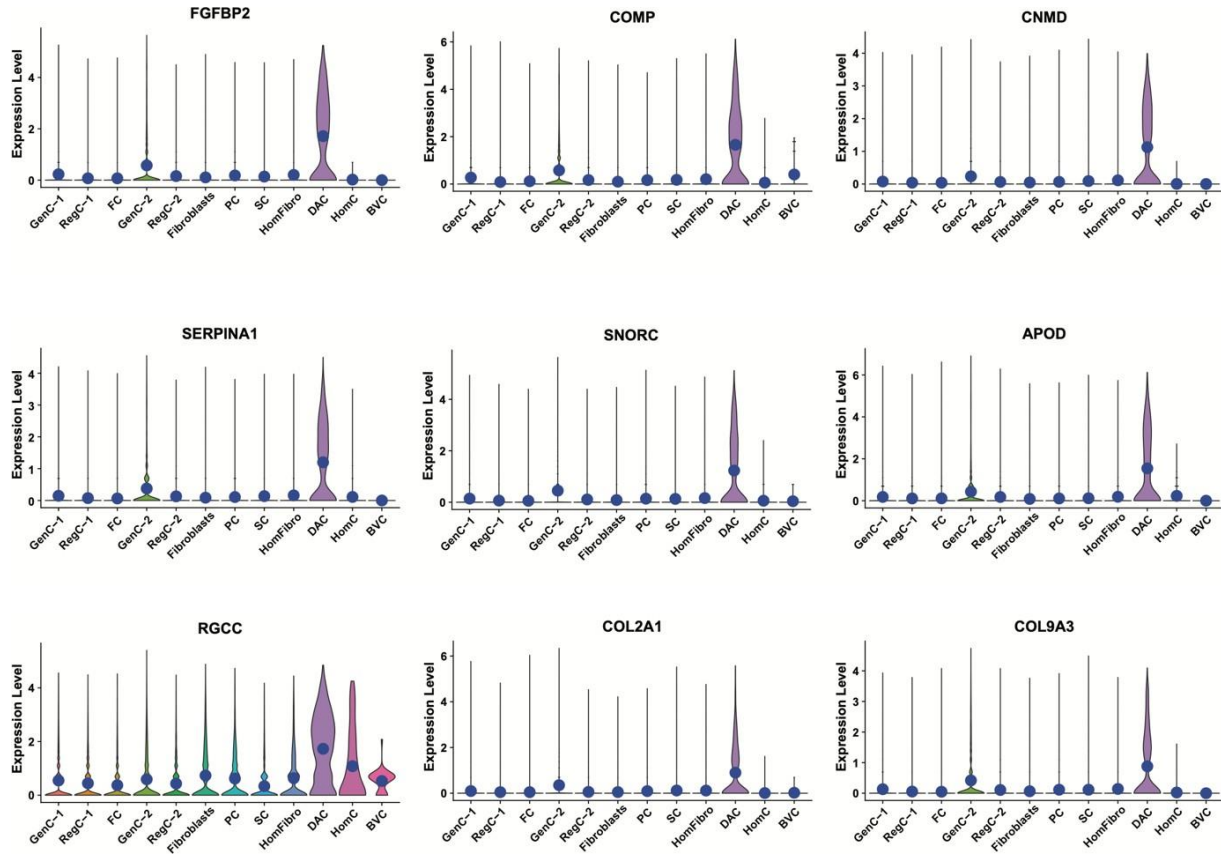 FGFBP2
Expression Level
4
2
0
GenC-1
RegC-1
FC
GenC-2
RegC-2
Fibroblasts
PC
SC
HomFibro
DAC
HomC
BVC
COMP
Expression Level
6
4
2
0
GenC-1
RegC-1
FC
GenC-2
RegC-2
Fibroblasts
PC
SC
HomFibro
DAC
HomC
BVC
CNMD
Expression Level
4
3
2
1
0
GenC-1
RegC-1
FC
GenC-2
RegC-2
Fibroblasts
PC
SC
HomFibro
DAC
HomC
BVC
SERPINA1
Expression Level
4
3
2
1
0
GenC-1
RegC-1
FC
GenC-2
RegC-2
Fibroblasts
PC
SC
HomFibro
DAC
HomC
BVC
SNORC
Expression Level
4
2
0
GenC-1
RegC-1
FC
GenC-2
RegC-2
Fibroblasts
PC
SC
HomFibro
DAC
HomC
BVC
APOD
Expression Level
6
4
2
0
GenC-1
RegC-1
FC
GenC-2
RegC-2
Fibroblasts
PC
SC
HomFibro
DAC
HomC
BVC
RGCC
Expression Level
4
2
0
GenC-1
RegC-1
FC
GenC-2
RegC-2
Fibroblasts
PC
SC
HomFibro
DAC
HomC
BVC
COL2A1
Expression Level
6
4
2
0
GenC-1
RegC-1
FC
GenC-2
RegC-2
Fibroblasts
PC
SC
HomFibro
DAC
HomC
BVC
COL9A3
Expression Level
4
3
2
1
0
GenC-1
RegC-1
FC
GenC-2
RegC-2
Fibroblasts
PC
SC
HomFibro
DAC
HomC
BVC